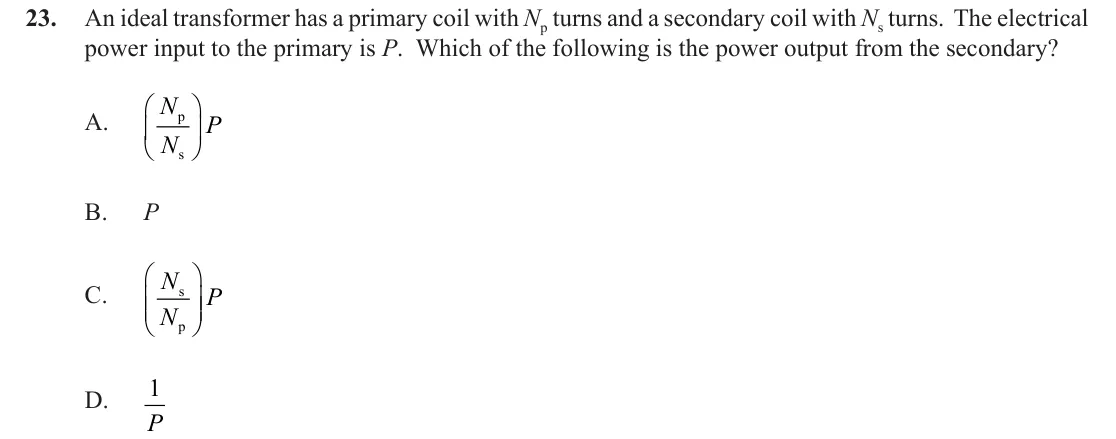 23. An ideal transformer has a primary coil with Np turns and a secondary coil with Ns turns. The electrical
power input to the primary is P. Which of the following is the power output from the secondary?
A. (Np/Ns)P
B. P
C. (Ns/Np)P
D. 1/P